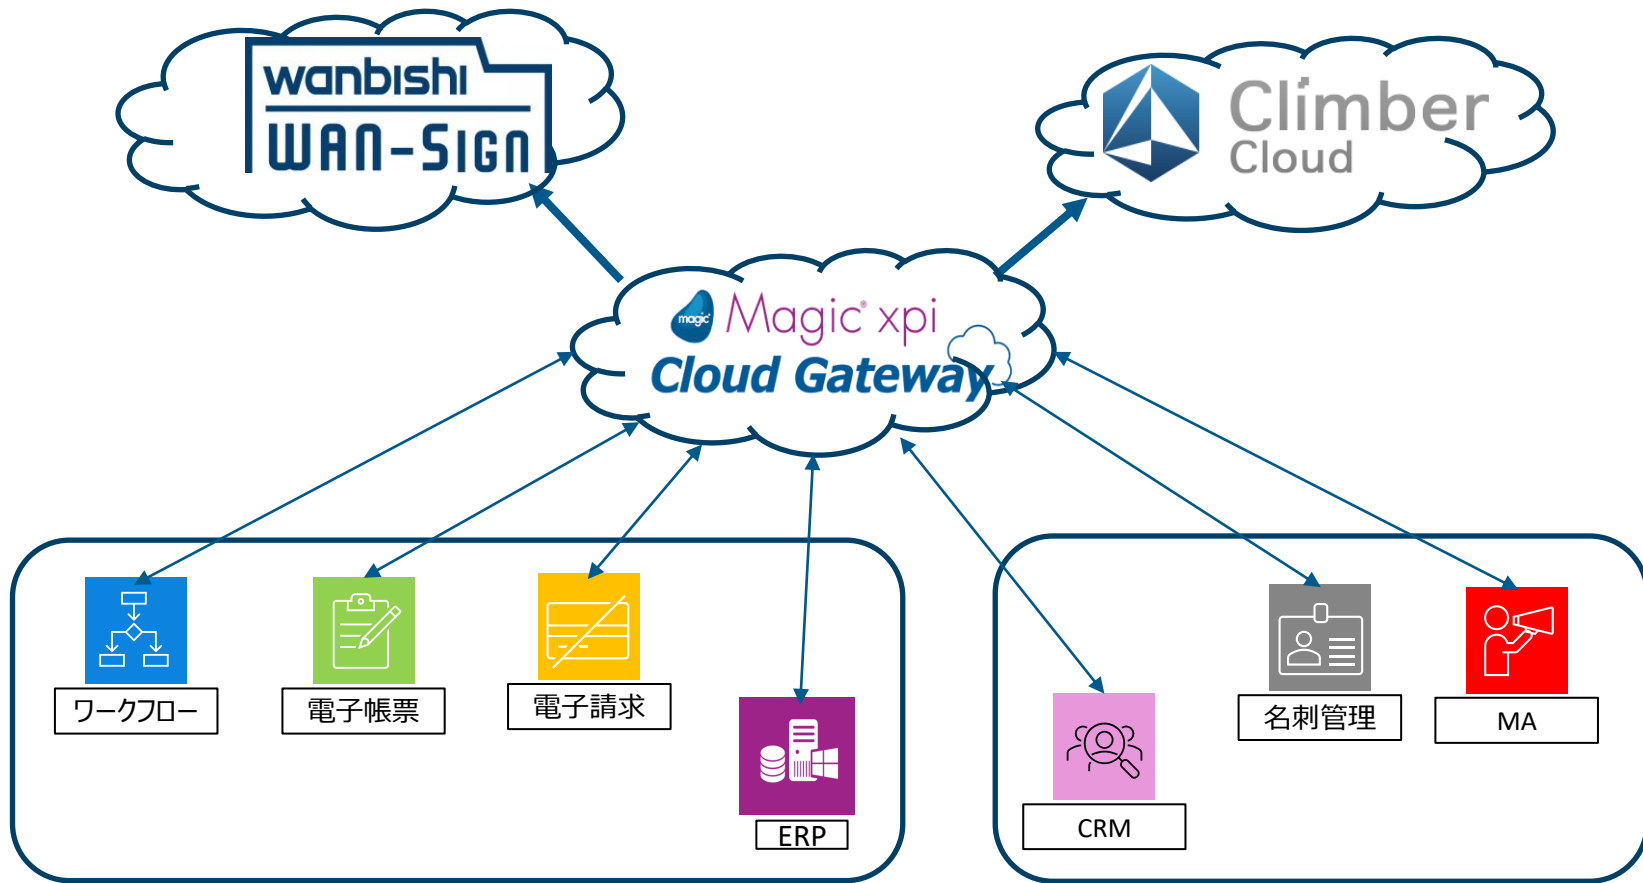 wanbishi
WAN-SIGN
Climber
Cloud
magic
Magic® xpi
Cloud Gateway
ワークフロー
電子帳票
電子請求
ERP
CRM
名刺管理
MA